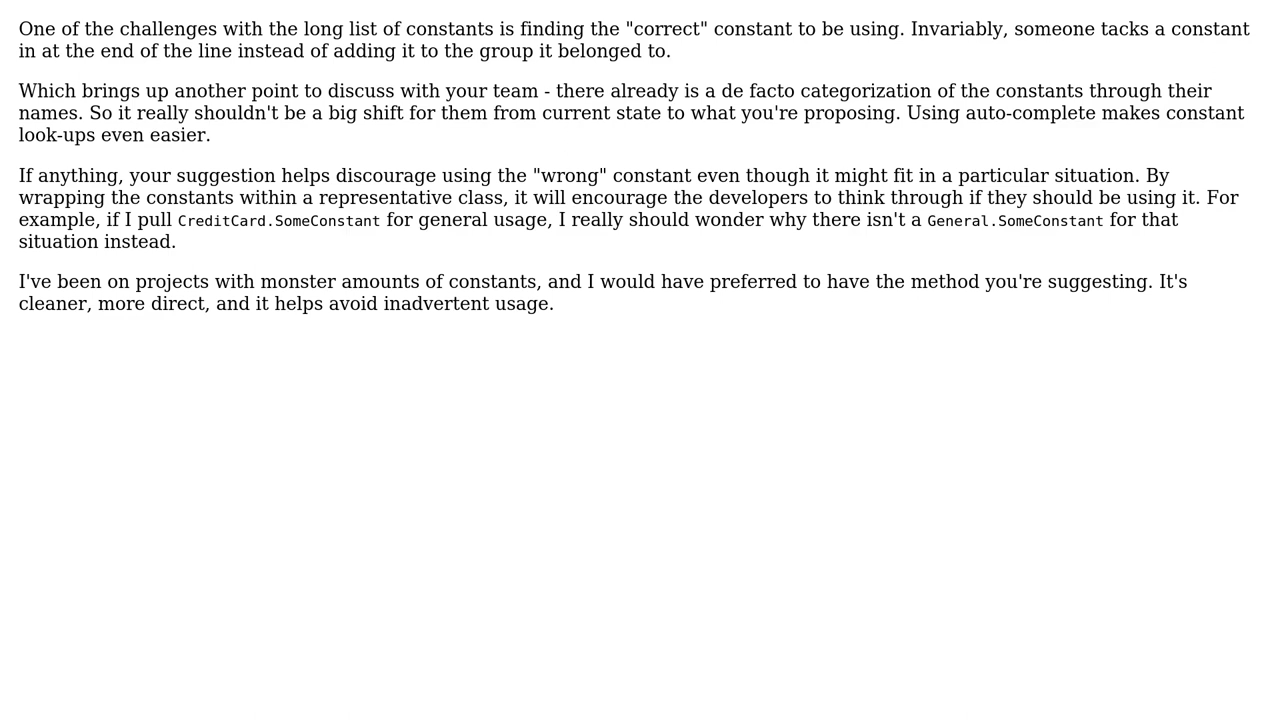 One of the challenges with the long list of constants is finding the "correct" constant to be using. Invariably, someone tacks a constant
in at the end of the line instead of adding it to the group it belonged to.
Which brings up another point to discuss with your team - there already is a de facto categorization of the constants through their
names. So it really shouldn't be a big shift for them from current state to what you're proposing. Using auto-complete makes constant
look-ups even easier.
If anything, your suggestion helps discourage using the "wrong" constant even though it might fit in a particular situation. By
wrapping the constants within a representative class, it will encourage the developers to think through if they should be using it. For
example, if I pull CreditCard.SomeConstant for general usage, I really should wonder why there isn't a General.SomeConstant for that
situation instead.
I've been on projects with monster amounts of constants, and I would have preferred to have the method you're suggesting. It's
cleaner, more direct, and it helps avoid inadvertent usage.